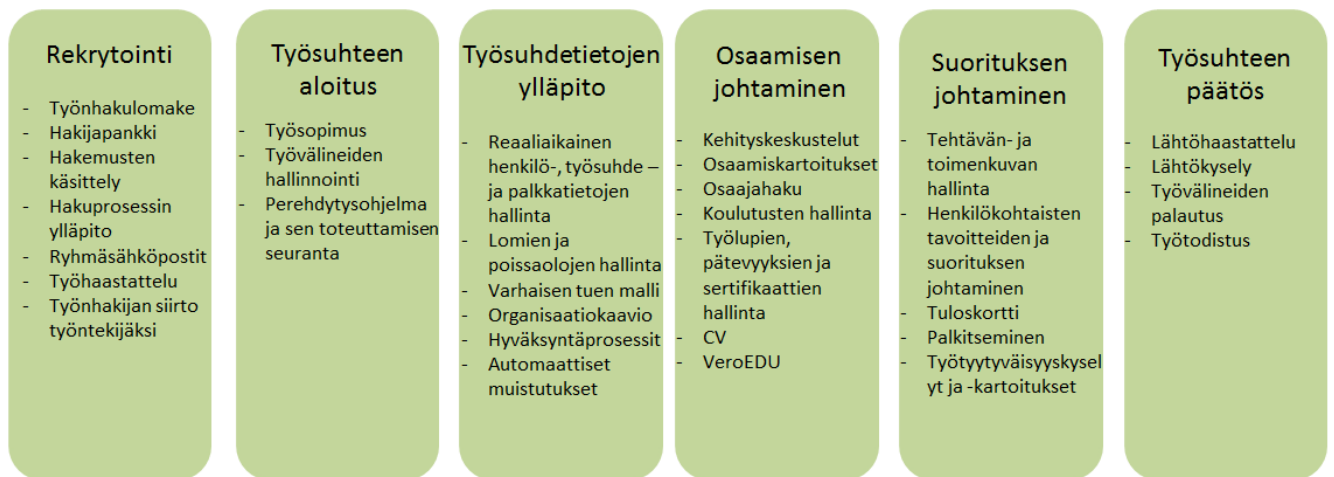 Rekrytointi
- Työnhakulomake
- Hakijapankki
- Hakemusten
käsittely
- Hakuprosessin
ylläpito
- Ryhmäsähköpostit
- Työhaastattelu
- Työnhakijan siirto
työntekijäksi
Työsuhteen
aloitus
- Työsopimus
- Työvälineiden
hallinnointi
- Perehdytysohjelma
ja sen toteuttamisen
seuranta
Työsuhdetietojen
ylläpito
- Reaaliaikainen
henkilö-, työsuhde –
ja palkkatietojen
hallinta
- Lomien ja
poissaolojen hallinta
- Varhaisen tuen malli
- Organisaatiokaavio
- Hyväksyntäprosessit
- Automaattiset
muistutukset
Osaamisen
johtaminen
- Kehityskeskustelut
- Osaamiskartoitukset
- Osaajahaku
- Koulutusten hallinta
- Työlupien,
pätevyyksien ja
sertifikaattien
hallinta
- CV
- VeroEDU
Suorituksen
johtaminen
- Tehtävän- ja
toimenkuvan
hallinta
- Henkilökohtaisten
tavoitteiden ja
suorituksen
johtaminen
- Tuloskortti
- Palkitseminen
- Työtyytyväisyyskysel
yt ja -kartoitukset
Työsuhteen
päätös
- Lähtöhaastattelu
- Lähtökysely
- Työvälineiden
palautus
- Työtodistus